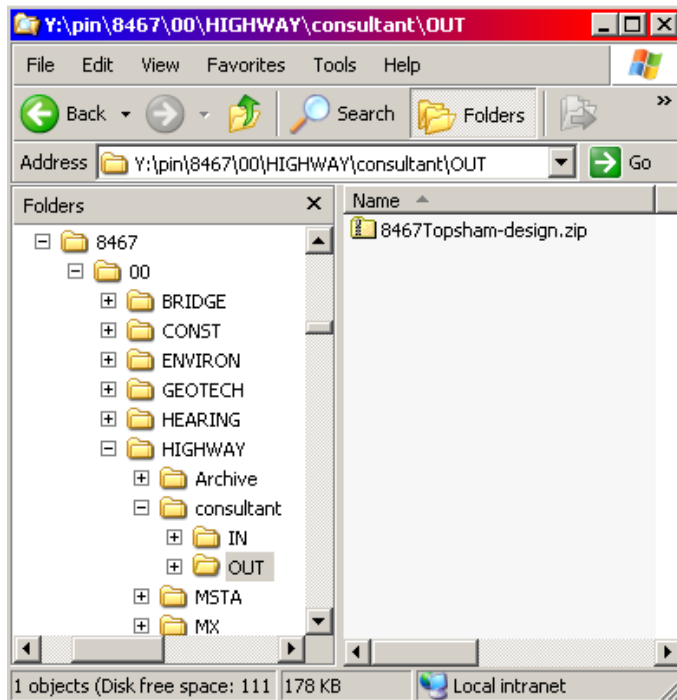 Y:\pin\8467\00\HIGHWAY\consultant\OUT
File Edit View Favorites Tools Help
Back Search Folders »
Address Y:\pin\8467\00\HIGHWAY\consultant\OUT Go
Folders x Name
8467 8467Topsham-design.zip
00
BRIDGE
CONST
ENVIRON
GEOTECH
HEARING
HIGHWAY
Archive
consultant
IN
OUT
MSTA
MX
1 objects (Disk free space: 111 178 KB Local intranet